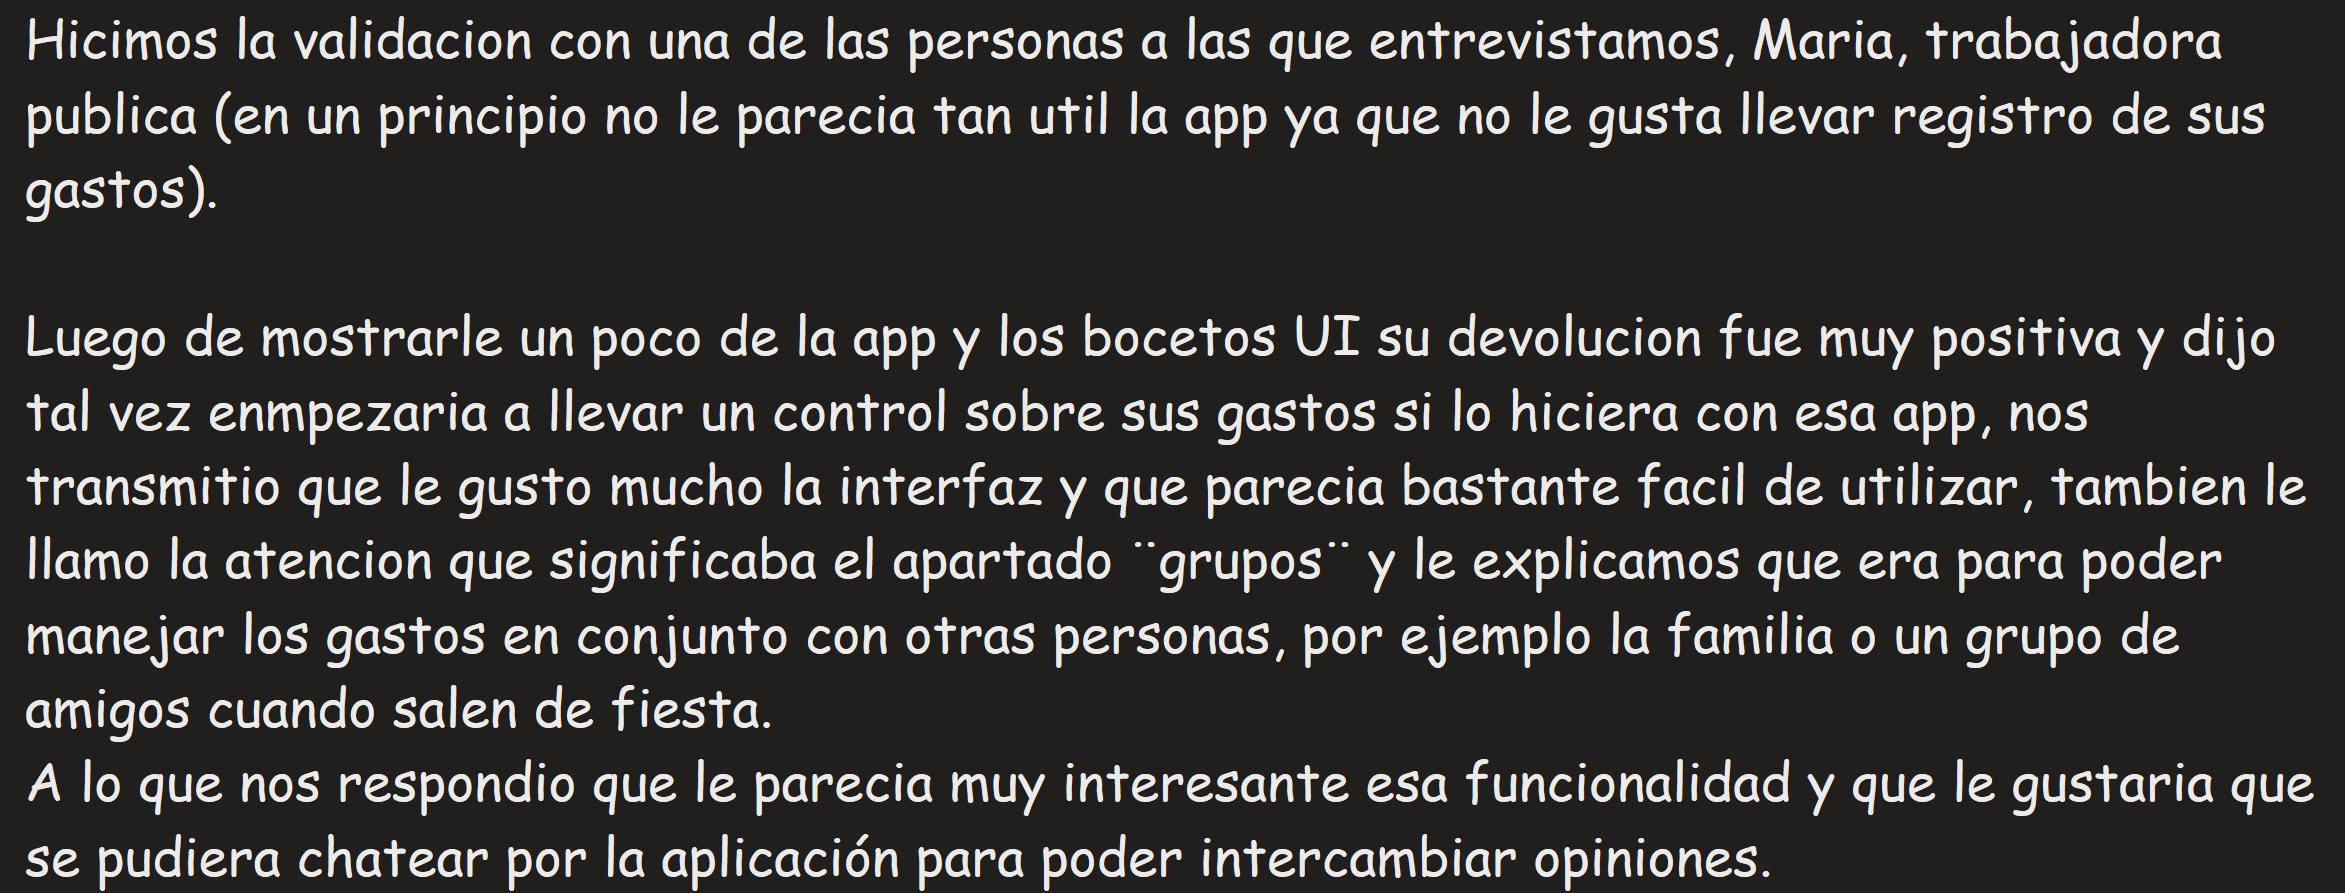 Hicimos la validacion con una de las personas a las que entrevistamos, Maria, trabajadora
publica (en un principio no le parecia tan util la app ya que no le gusta llevar registro de sus
gastos).
Luego de mostrarle un poco de la app y los bocetos UI su devolucion fue muy positiva y dijo
tal vez enmpezaria a llevar un control sobre sus gastos si lo hiciera con esa app, nos
transmitio que le gusto mucho la interfaz y que parecia bastante facil de utilizar, tambien le
llamo la atencion que significaba el apartado ¨grupos¨ y le explicamos que era para poder
manejar los gastos en conjunto con otras personas, por ejemplo la familia o un grupo de
amigos cuando salen de fiesta.
A lo que nos respondio que le parecia muy interesante esa funcionalidad y que le gustaria que
se pudiera chatear por la aplicación para poder intercambiar opiniones.